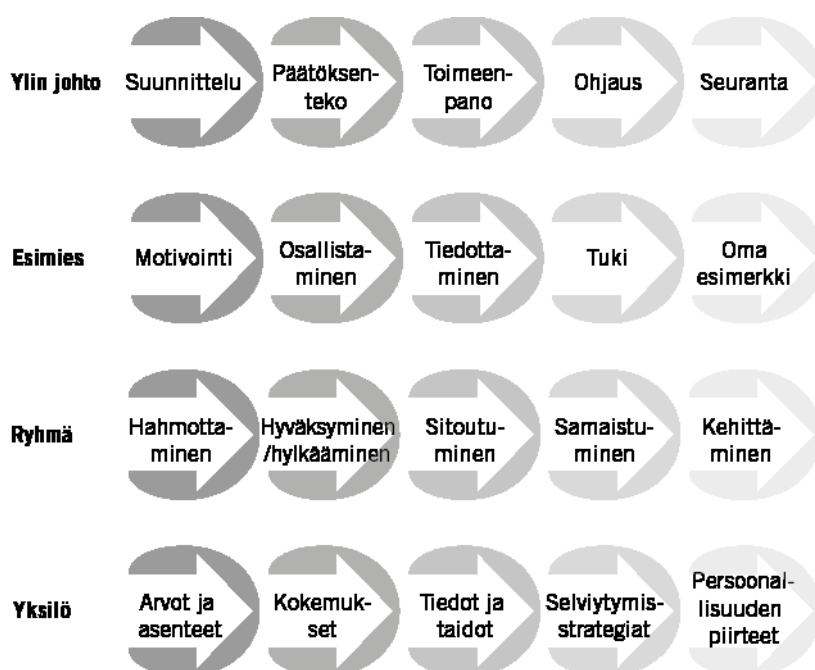 Ylin johto
Suunnittelu
Päätöksen-
teko
Toimeen-
pano
Ohjaus
Seuranta
Esimies
Motivointi
Osallista-
minen
Tiedotta-
minen
Tuki
Oma
esimerkki
Ryhmä
Hahmotta-
minen
Hyväksyminen
/hylkääminen
Sitoutu-
minen
Samaistu-
minen
Kehittä-
minen
Yksilö
Arvot ja
asenteet
Kokemuk-
set
Tiedot ja
taidot
Selviytymis-
strategiat
Persoonal-
lisuuden
piirteet